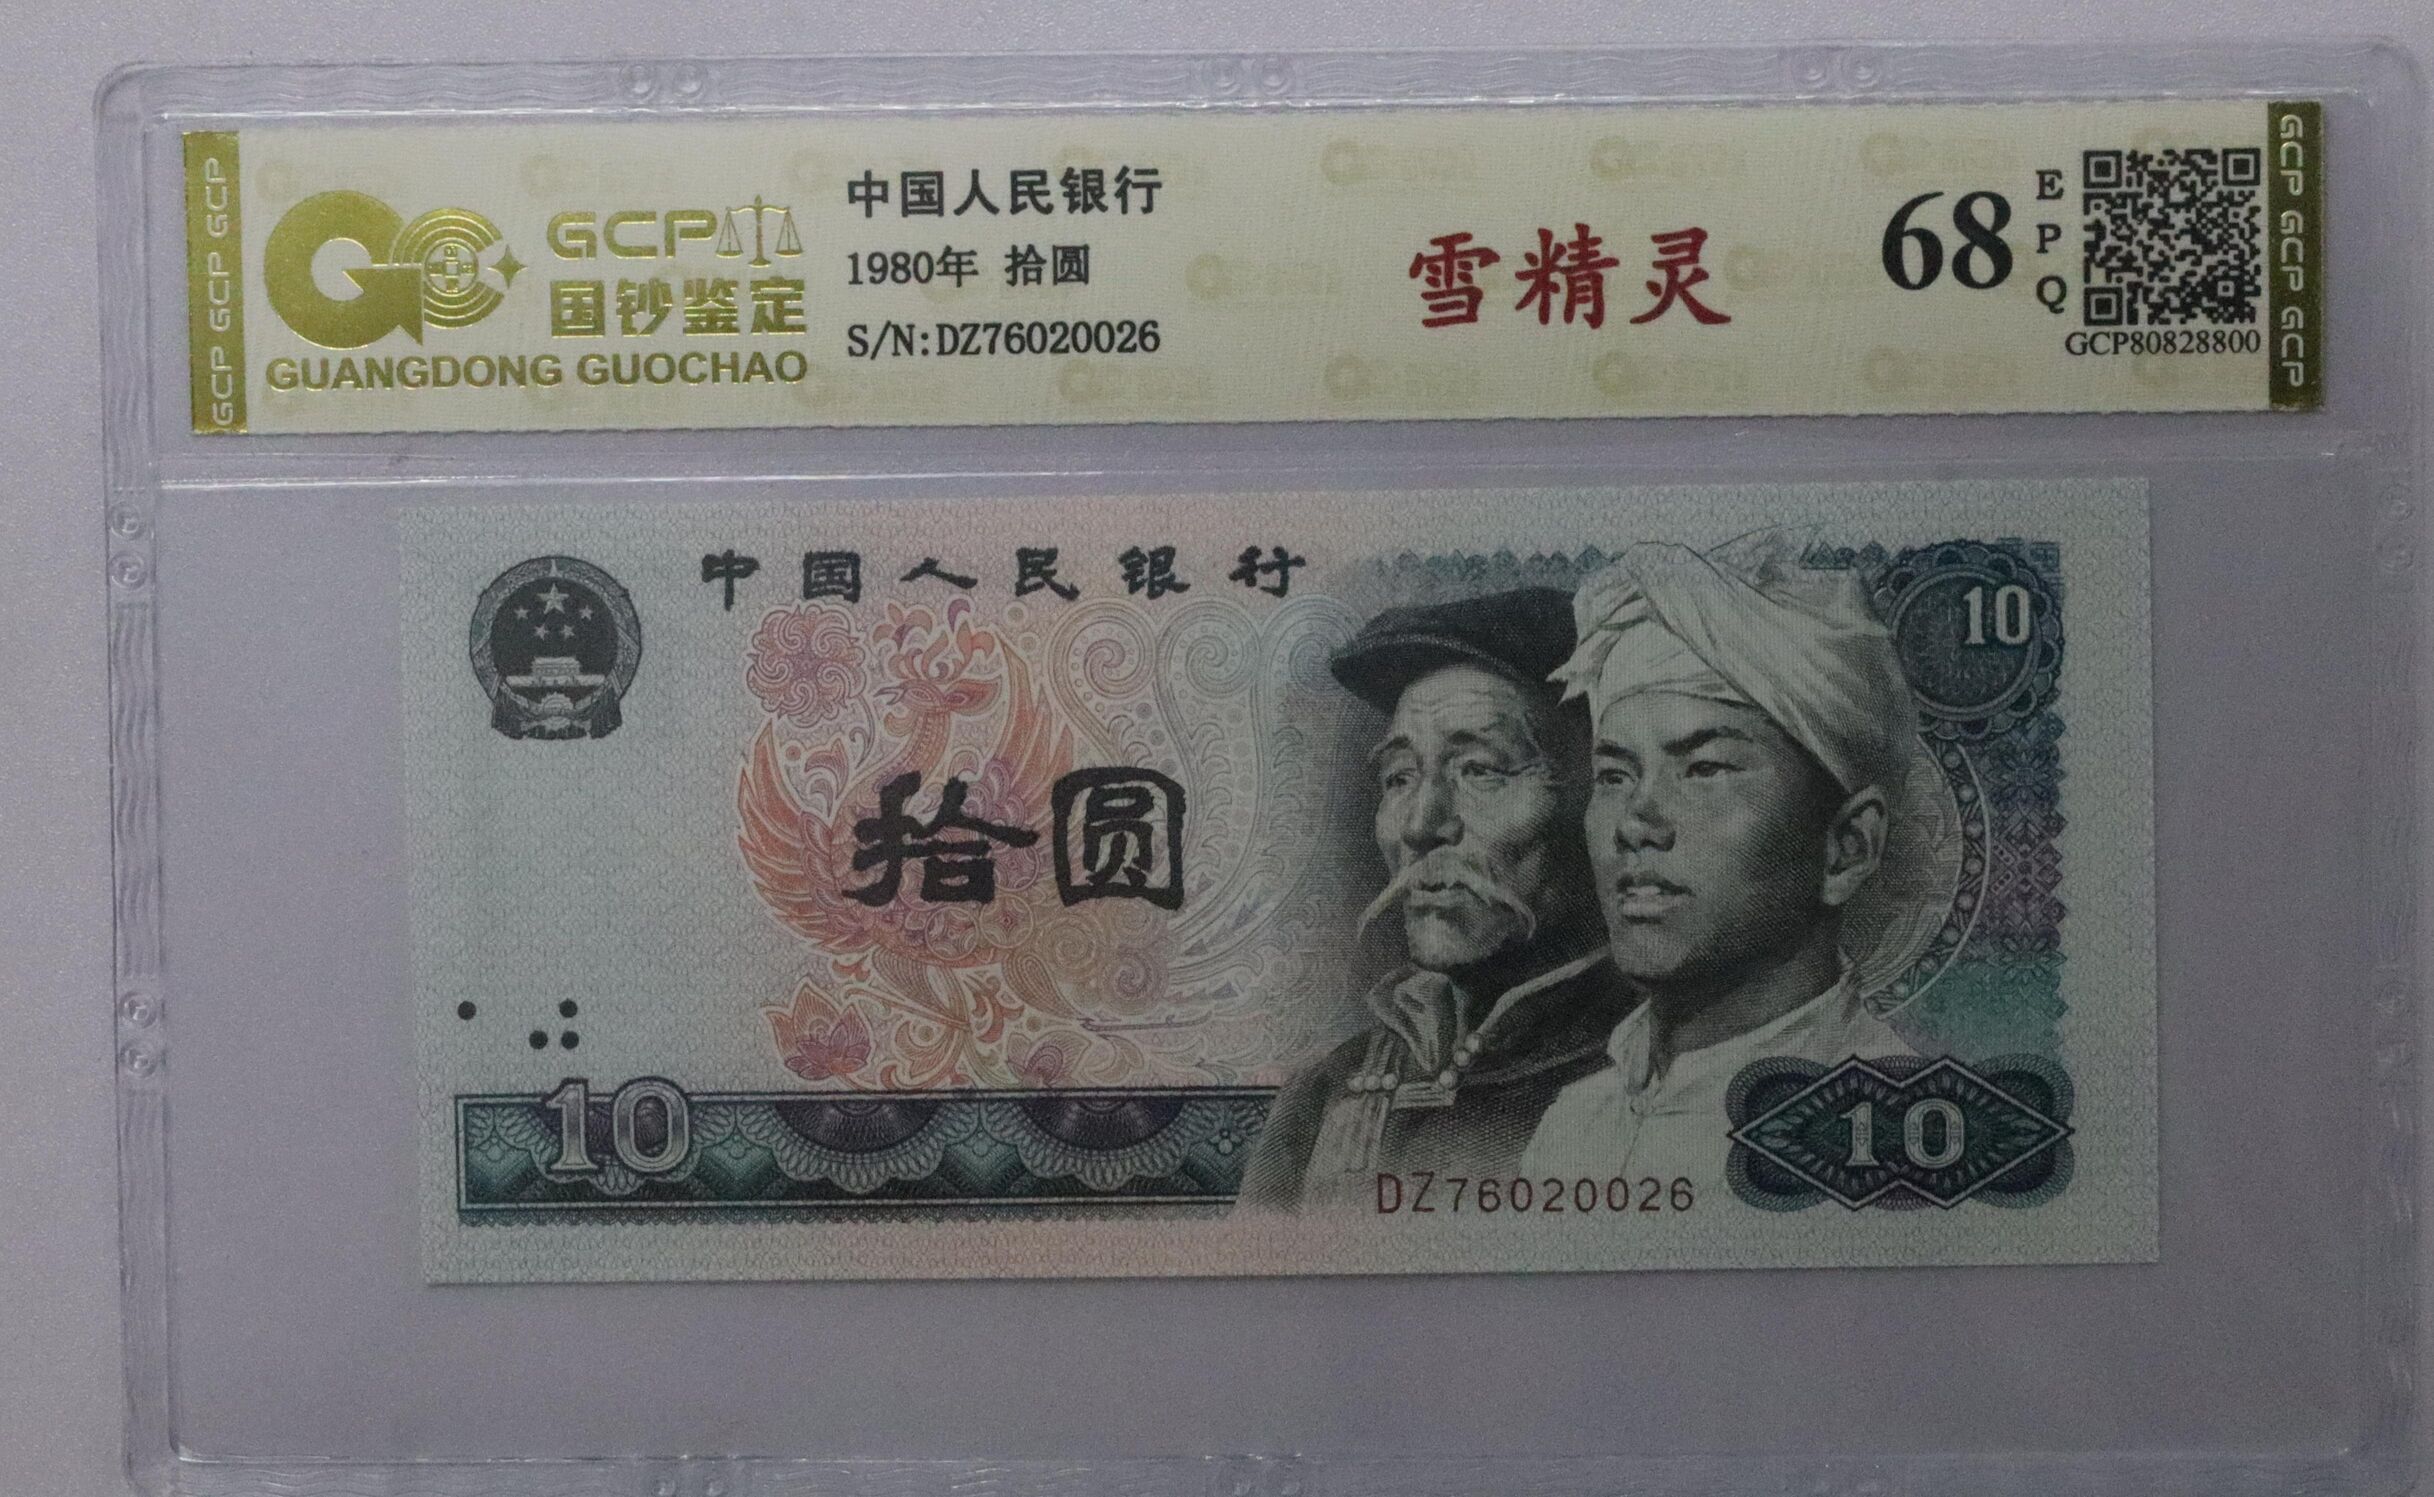 GCP GCP GCP
GCP
国钞鉴定
GUANGDONG GUOCHAO
中国人民银行
1980年 拾圆
S/N:DZ76020026
雪精灵
68
EPQ
GCP80828800
GCP GCP GCP
中国人民银行
10
拾圆
10
DZ76020026
10